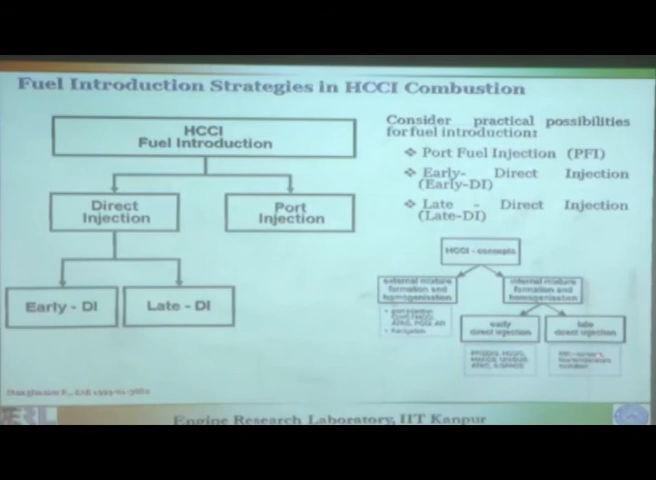 Fuel Introduction Strategies in HCCI Combustion
HCCI
Fuel Introduction
Direct
Injection
Port
Injection
Early - DI
Late - DI
Consider practical possibilities
for fuel introduction:
❖ Port Fuel Injection (PFI)
❖ Early- Direct Injection
(Early-DI)
❖ Late - Direct Injection
(Late-DI)
HCCI - concepts
external mixture
formation and
homogenisation
internal mixture
formation and
homogenisation
• port injection
early
direct injection
late
direct injection
Engine Research Laboratory, IIT Kanpur